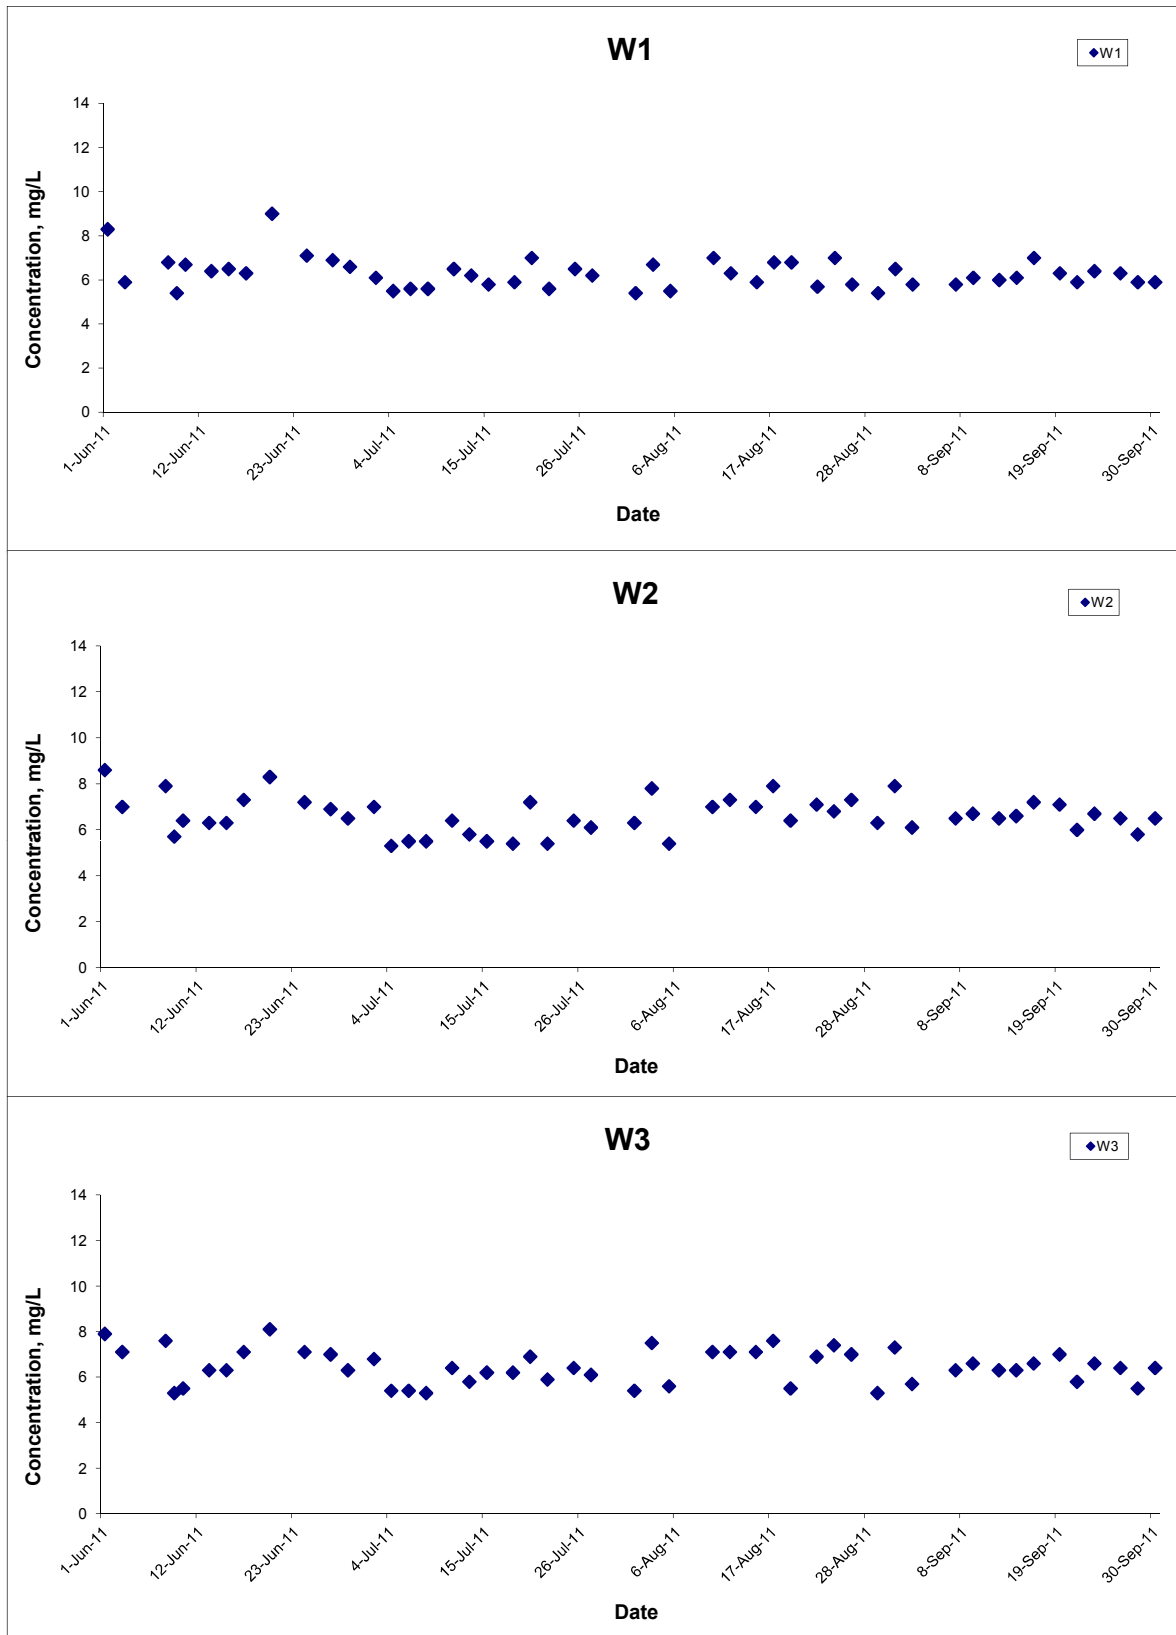 W1
W1
14
12
10
8
6
4
2
0
Concentration, mg/L
1-Jun-11
12-Jun-11
23-Jun-11
4-Jul-11
15-Jul-11
26-Jul-11
6-Aug-11
17-Aug-11
28-Aug-11
8-Sep-11
19-Sep-11
30-Sep-11
Date
W2
W2
14
12
10
8
6
4
2
0
Concentration, mg/L
1-Jun-11
12-Jun-11
23-Jun-11
4-Jul-11
15-Jul-11
26-Jul-11
6-Aug-11
17-Aug-11
28-Aug-11
8-Sep-11
19-Sep-11
30-Sep-11
Date
W3
W3
14
12
10
8
6
4
2
0
Concentration, mg/L
1-Jun-11
12-Jun-11
23-Jun-11
4-Jul-11
15-Jul-11
26-Jul-11
6-Aug-11
17-Aug-11
28-Aug-11
8-Sep-11
19-Sep-11
30-Sep-11
Date